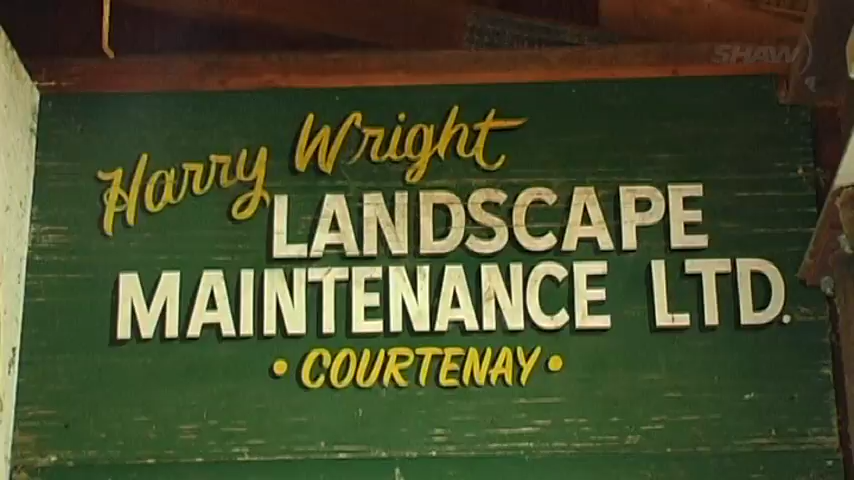 SHAW)
Harry Wright
LANDSCAPE
MAINTENANCE LTD.
• COURTENAY •